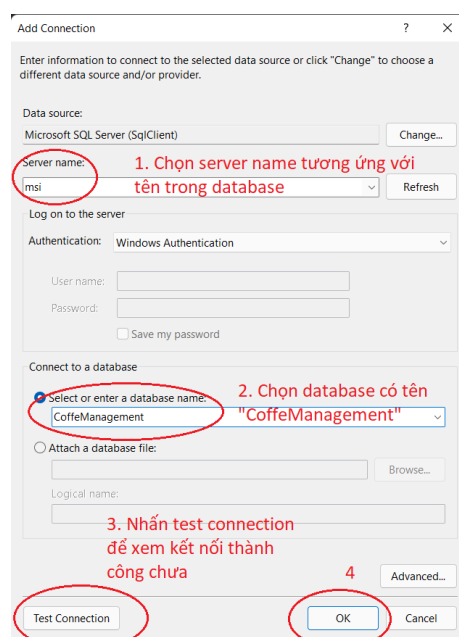 Add Connection
?
X
Enter information to connect to the selected data source or click "Change" to choose a
different data source and/or provider.
Data source:
Microsoft SQL Server (SqlClient)
Change...
Server name:
1. Chọn server name tương ứng với
msi
tên trong database
Refresh
Log on to the server
Authentication:
Windows Authentication
User name:
Password:
Save my password
Connect to a database
Select or enter a database name:
2. Chọn database có tên
CoffeManagement
"CoffeManagement"
Attach a database file:
Browse...
Logical name:
3. Nhấn test connection
để xem kết nối thành
công chưa
4
Advanced...
Test Connection
OK
Cancel